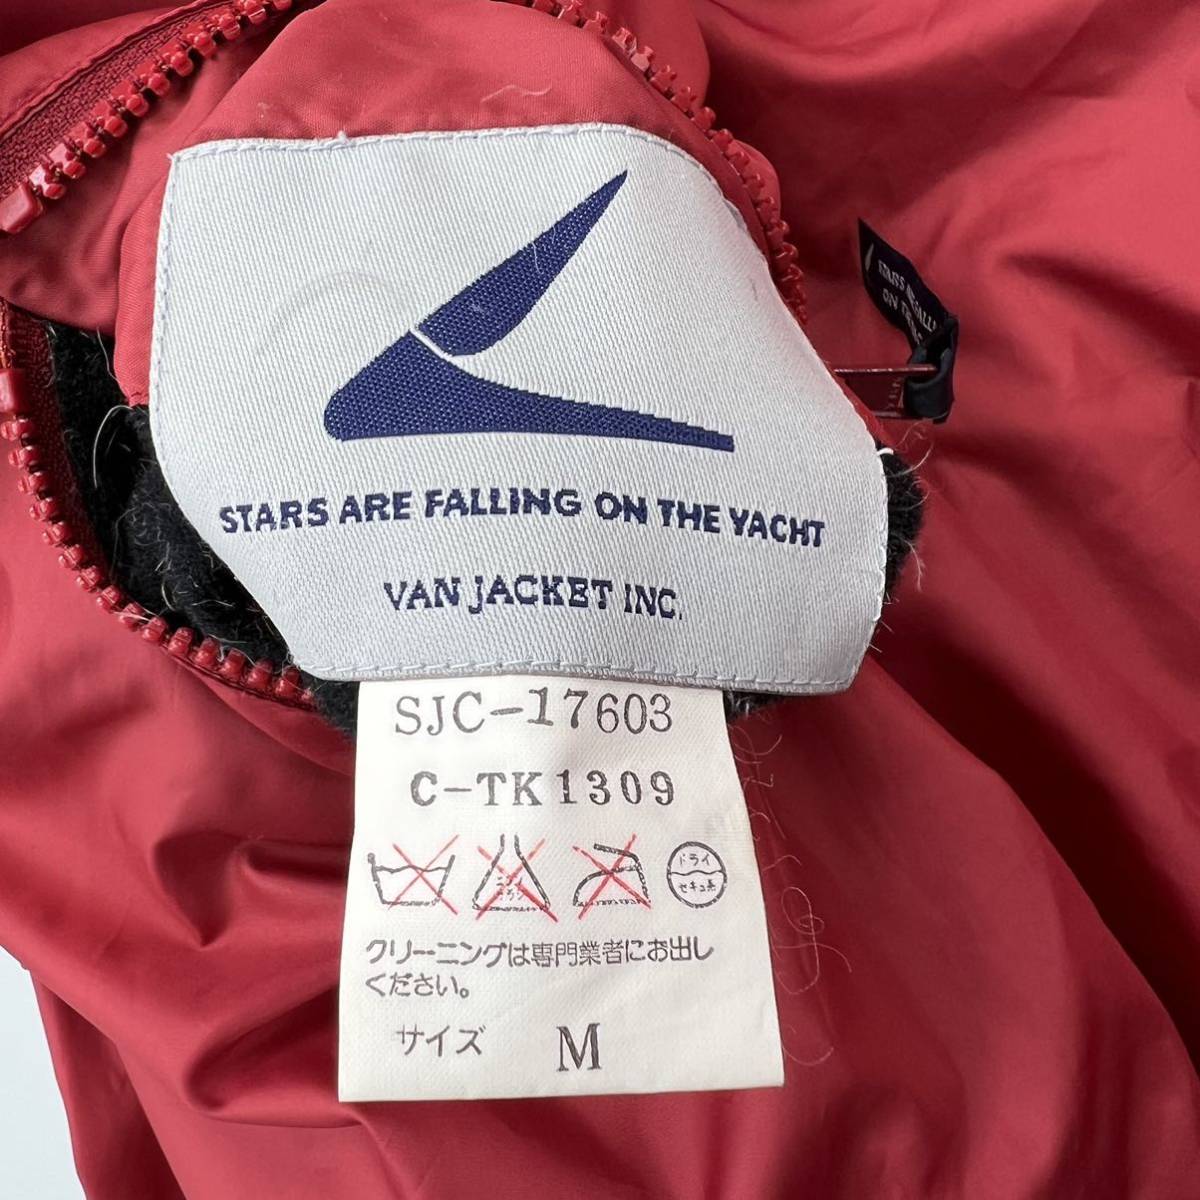 STARS ARE FALLING ON THE YACHT
VAN JACKET INC.
SJC-17603
C-TK1309
ドライ
セキユ系
クリーニングは専門業者にお出し
ください。
サイズ M
STARS
ON